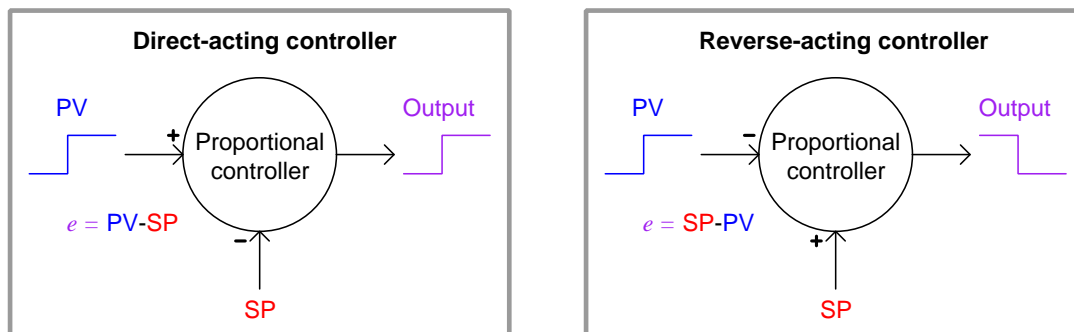 Direct-acting controller
PV
Output
+
Proportional
controller
e = PV-SP
−
SP
Reverse-acting controller
PV
Output
−
Proportional
controller
e = SP-PV
+
SP